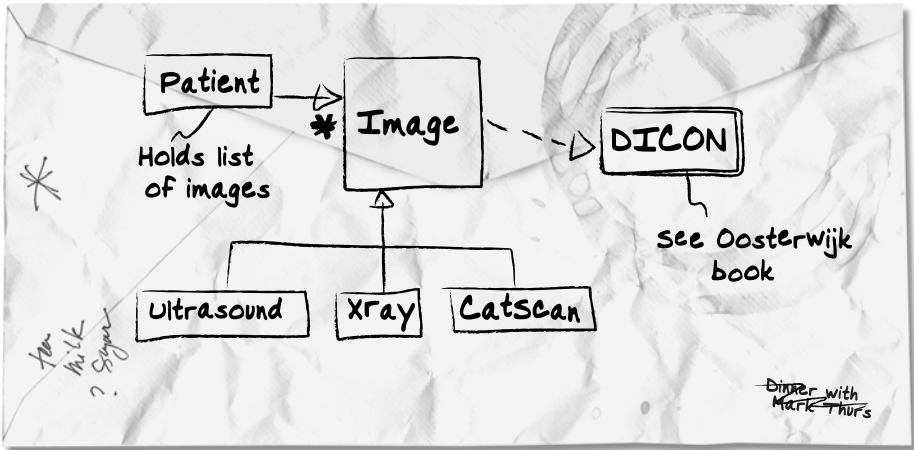 Patient
*
Image
DICON
Holds list
of images
see Oosterwijk
book
Ultrasound
Xray
CatScan
Tea
Milk
? Sugar
Dinner with
Mark Thurs